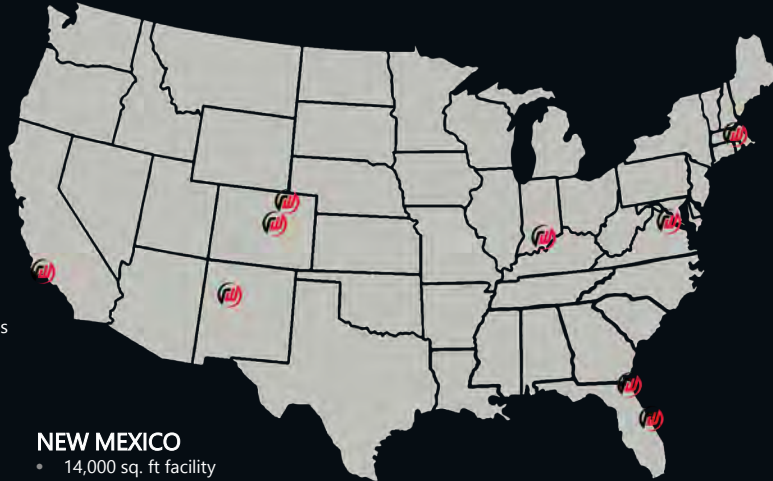 s
NEW MEXICO
• 14,000 sq. ft facility